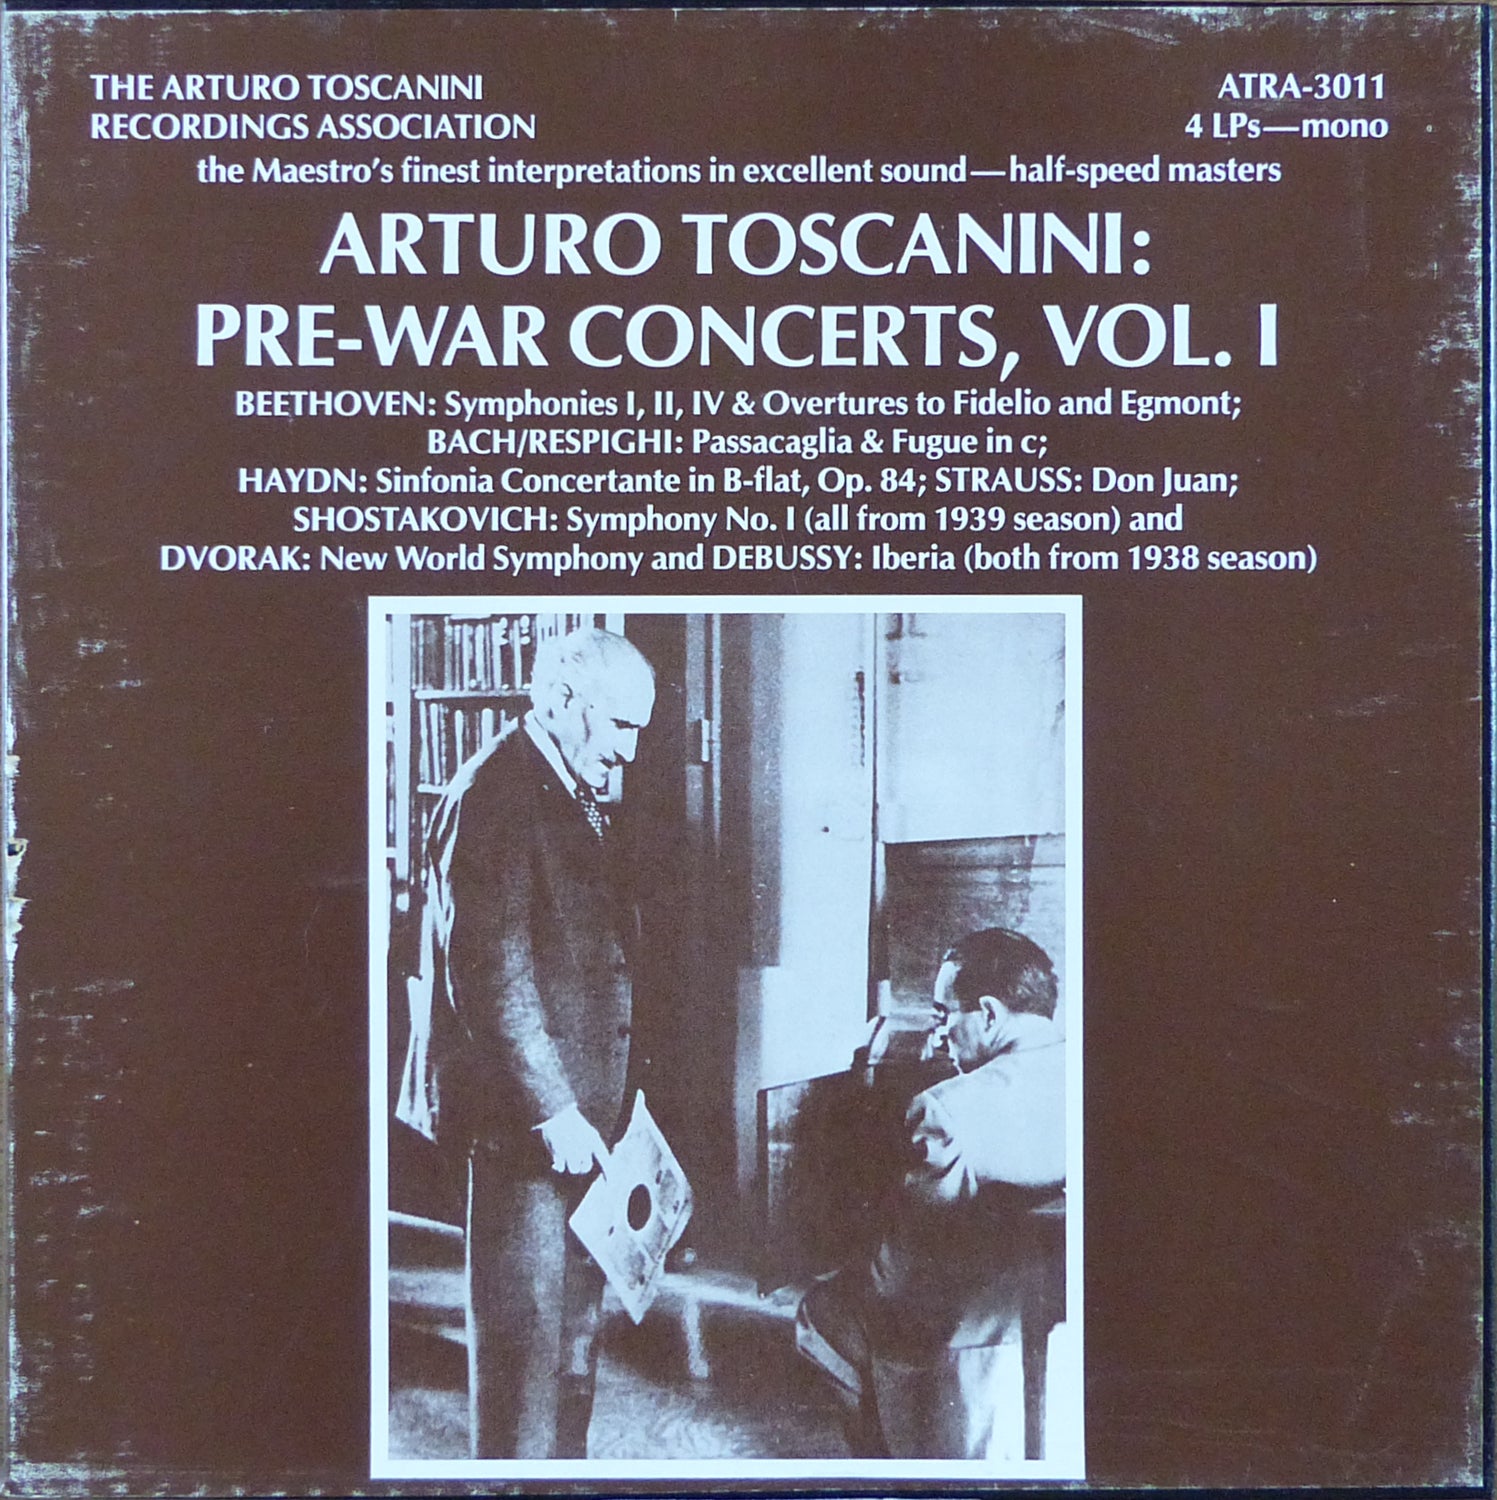 THE ARTURO TOSCANINI
RECORDINGS ASSOCIATION
ATRA-3011
4 LPs—mono
the Maestro's finest interpretations in excellent sound—half-speed masters
ARTURO TOSCANINI:
PRE-WAR CONCERTS, VOL. I
BEETHOVEN: Symphonies I, II, IV & Overtures to Fidelio and Egmont;
BACH/RESPIGHI: Passacaglia & Fugue in c;
HAYDN: Sinfonia Concertante in B-flat, Op. 84; STRAUSS: Don Juan;
SHOSTAKOVICH: Symphony No. I (all from 1939 season) and
DVORAK: New World Symphony and DEBUSSY: Iberia (both from 1938 season)